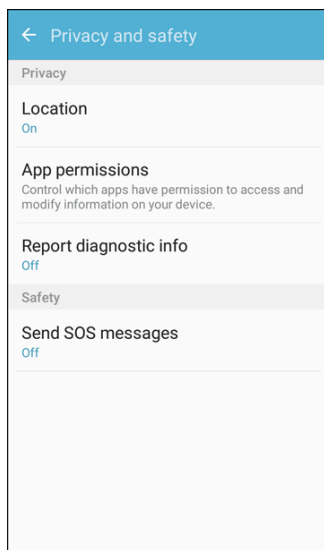 Privacy and safety
Privacy
Location
On
App permissions
Control which apps have permission to access and
modify information on your device.
Report diagnostic info
Off
Safety
Send SOS messages
Off